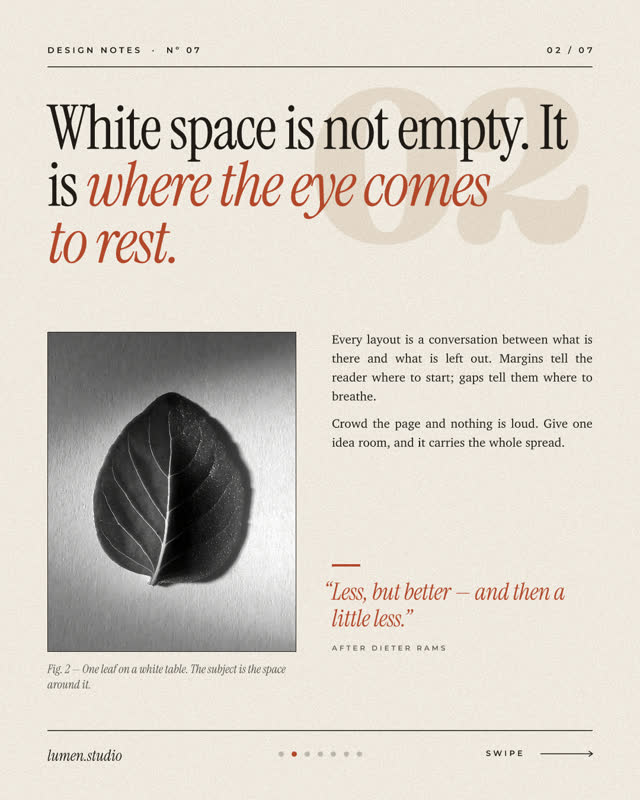 DESIGN NOTES · Nº 07
02 / 07
02
White space is not empty. It
is where the eye comes
to rest.
Every layout is a conversation between what is
there and what is left out. Margins tell the
reader where to start; gaps tell them where to
breathe.
Crowd the page and nothing is loud. Give one
idea room, and it carries the whole spread.
“Less, but better — and then a
little less.”
AFTER DIETER RAMS
Fig. 2 — One leaf on a white table. The subject is the space
around it.
lumen.studio
SWIPE